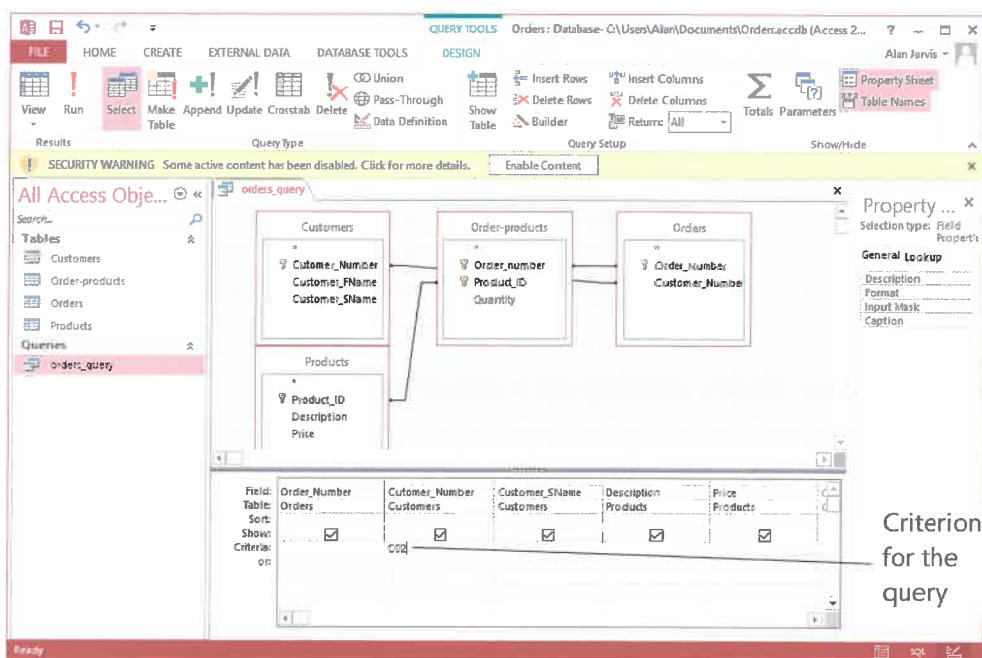 QUERY TOOLS Orders : Database- C:\Users\Alan\Documents\Orders.accdb (Access 2... ?
FILE HOME CREATE EXTERNAL DATA DATABASE TOOLS DESIGN Alan Jarvis
View Run Select Make Table Append Update Crosstab Delete
Union
Pass-Through
Data Definition
Show Table
Insert Rows
Delete Rows
Builder
Insert Columns
Delete Columns
Return: All
Totals Parameters
Property Sheet
Table Names
Results Query Type Query Setup Show/Hide
SECURITY WARNING Some active content has been disabled. Click for more details. Enable Content
All Access Obje...
Search...
Tables
Customers
Order-products
Orders
Products
Queries
orders_query
orders_query
Customers
*
Cutomer_Number
Customer_FName
Customer_SName
Order-products
*
Order_number
Product_ID
Quantity
Orders
*
Order_Number
Customer_Number
Products
*
Product_ID
Description
Price
Property ...
Selection type: Field Properti
General Lookup
Description
Format
Input Mask
Caption
Field: Order_Number Cutomer_Number Customer_SName Description Price
Table: Orders Customers Customers Products Products
Sort:
Show:
Criteria: C02
or:
Criterion
for the
query
Ready SQL